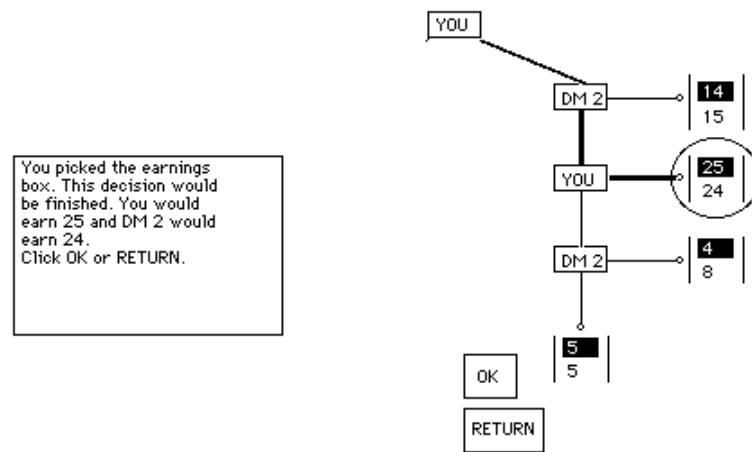 YOU
DM 2
14
15
You picked the earnings
box. This decision would
be finished. You would
earn 25 and DM 2 would
earn 24.
Click OK or RETURN.
YOU
25
24
DM 2
4
8
5
5
OK
RETURN